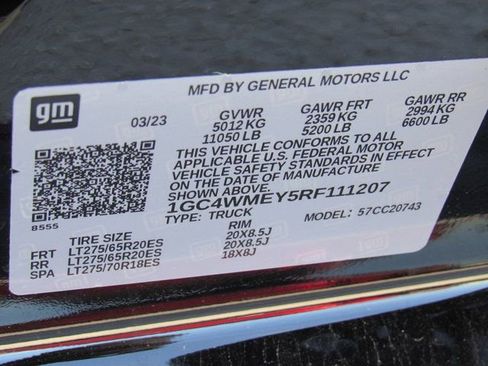 gm
MFD BY GENERAL MOTORS LLC
03/23 GVWR GAWR FRT GAWR RR
5012 KG 2359 KG 2994 KG
11050 LB 5200 LB 6600 LB
THIS VEHICLE CONFORMS TO ALL
APPLICABLE U.S. FEDERAL MOTOR
VEHICLE SAFETY STANDARDS IN EFFECT
ON THE DATE OF MANUFACTURE
SHOWN ABOVE.
1GC4WMEY5RF111207
8555 TYPE: TRUCK MODEL: 57CC20743
TIRE SIZE RIM
FRT LT275/65R20ES 20X8.5J
RR LT275/65R20ES 20X8.5J
SPA LT275/70R18ES 18X8J